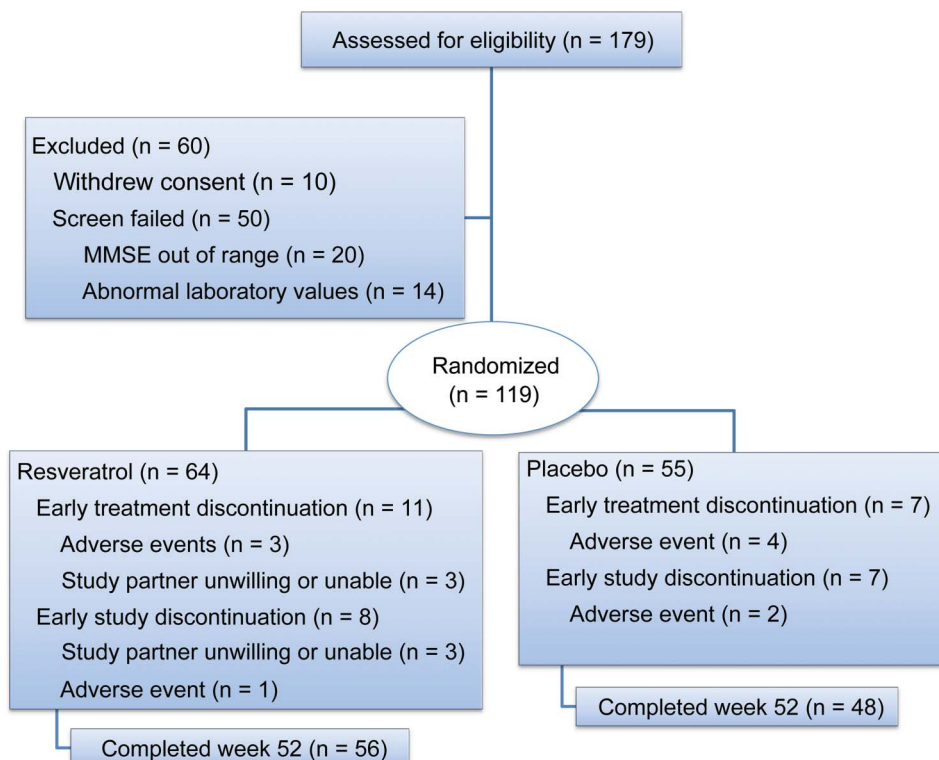 Assessed for eligibility (n = 179)
Excluded (n = 60)
Withdrew consent (n = 10)
Screen failed (n = 50)
MMSE out of range (n = 20)
Abnormal laboratory values (n = 14)
Randomized
(n = 119)
Resveratrol (n = 64)
Early treatment discontinuation (n = 11)
Adverse events (n = 3)
Study partner unwilling or unable (n = 3)
Early study discontinuation (n = 8)
Study partner unwilling or unable (n = 3)
Adverse event (n = 1)
Completed week 52 (n = 56)
Placebo (n = 55)
Early treatment discontinuation (n = 7)
Adverse event (n = 4)
Early study discontinuation (n = 7)
Adverse event (n = 2)
Completed week 52 (n = 48)